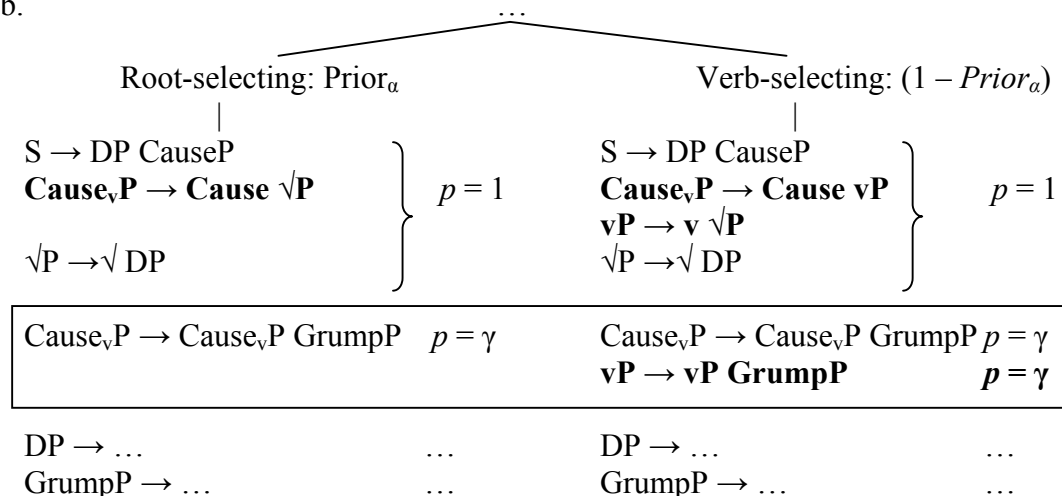 b.
…
Root-selecting: Priorα Verb-selecting: (1 – Priorα)
S → DP CauseP S → DP CauseP
CausevP → Cause √P p = 1 CausevP → Cause vP p = 1
vP → v √P
√P →√ DP √P →√ DP
CausevP → CausevP GrumpP p = γ CausevP → CausevP GrumpP p = γ
vP → vP GrumpP p = γ
DP → … … DP → … …
GrumpP → … … GrumpP → … …